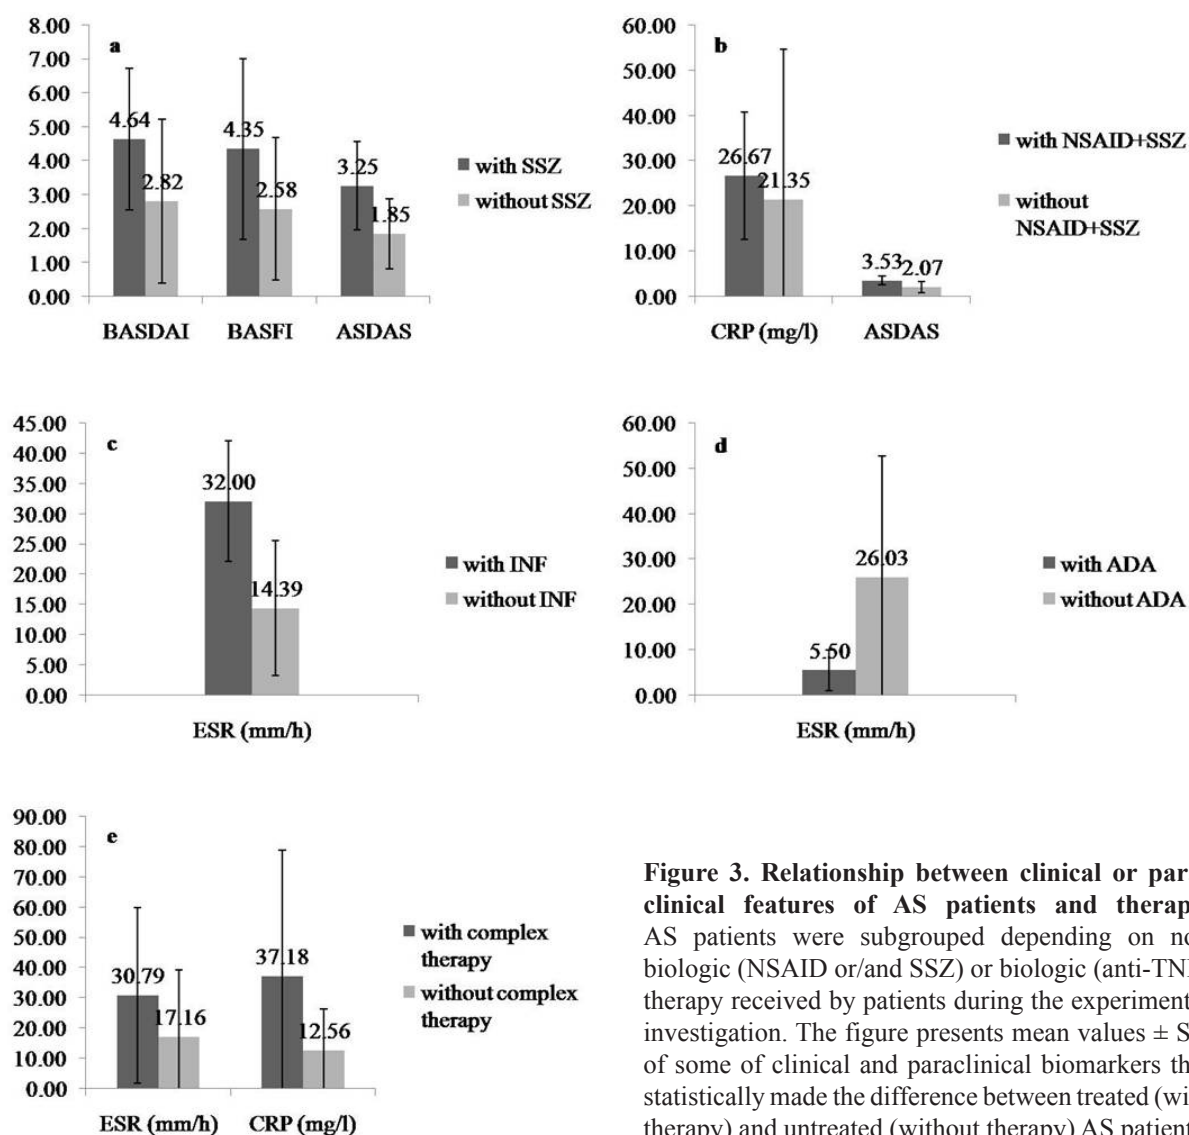 8.00
7.00
6.00
5.00
4.00
3.00
2.00
1.00
0.00
a
4.64
2.82
4.35
2.58
3.25
1.85
BASDAI BASFI ASDAS
with SSZ
without SSZ
60.00
50.00
40.00
30.00
20.00
10.00
0.00
b
26.67
21.35
3.53
2.07
CRP (mg/l) ASDAS
with NSAID+SSZ
without
NSAID+SSZ
45.00
40.00
35.00
30.00
25.00
20.00
15.00
10.00
5.00
0.00
c
32.00
14.39
ESR (mm/h)
with INF
without INF
60.00
50.00
40.00
30.00
20.00
10.00
0.00
d
5.50
26.03
ESR (mm/h)
with ADA
without ADA
90.00
80.00
70.00
60.00
50.00
40.00
30.00
20.00
10.00
0.00
e
30.79
17.16
37.18
12.56
ESR (mm/h) CRP (mg/l)
with complex
therapy
without complex
therapy
Figure 3. Relationship between clinical or par
clinical features of AS patients and therap
AS patients were subgrouped depending on no
biologic (NSAID or/and SSZ) or biologic (anti-TN
therapy received by patients during the experiment
investigation. The figure presents mean values ± S
of some of clinical and paraclinical biomarkers th
statistically made the difference between treated (wi
therapy) and untreated (without therapy) AS patient